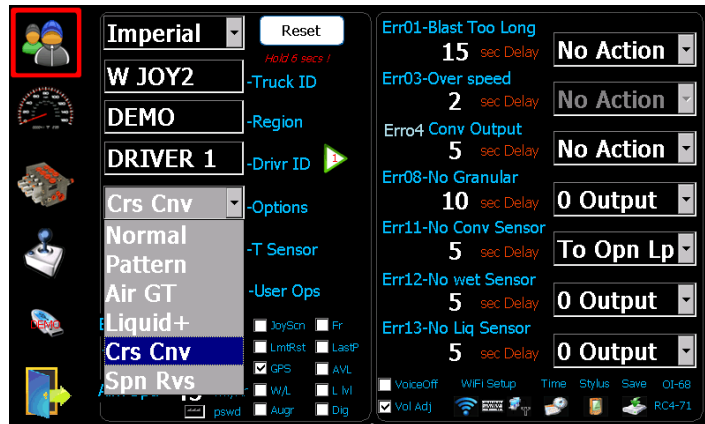 Imperial
Reset
Hold 6 secs !
W JOY2
-Truck ID
DEMO
-Region
DRIVER 1
-Drivr ID
1
Crs Cnv
-Options
Normal
Pattern
Air GT
Liquid+
Crs Cnv
Spn Rvs
-T Sensor
-User Ops
JoyScn
Fr
LmtRst
LastP
GPS
AVL
W/L
L lvl
pswd
Augr
Dig
DEMO
Err01-Blast Too Long
15 sec Delay
No Action
Err03-Over speed
2 sec Delay
No Action
Erro4 Conv Output
5 sec Delay
No Action
Err08-No Granular
10 sec Delay
0 Output
Err11-No Conv Sensor
5 sec Delay
To Opn Lp
Err12-No wet Sensor
5 sec Delay
0 Output
Err13-No Liq Sensor
5 sec Delay
0 Output
VoiceOff
WiFi Setup
Time
Stylus
Save
OI-68
Vol Adj
RC4-71